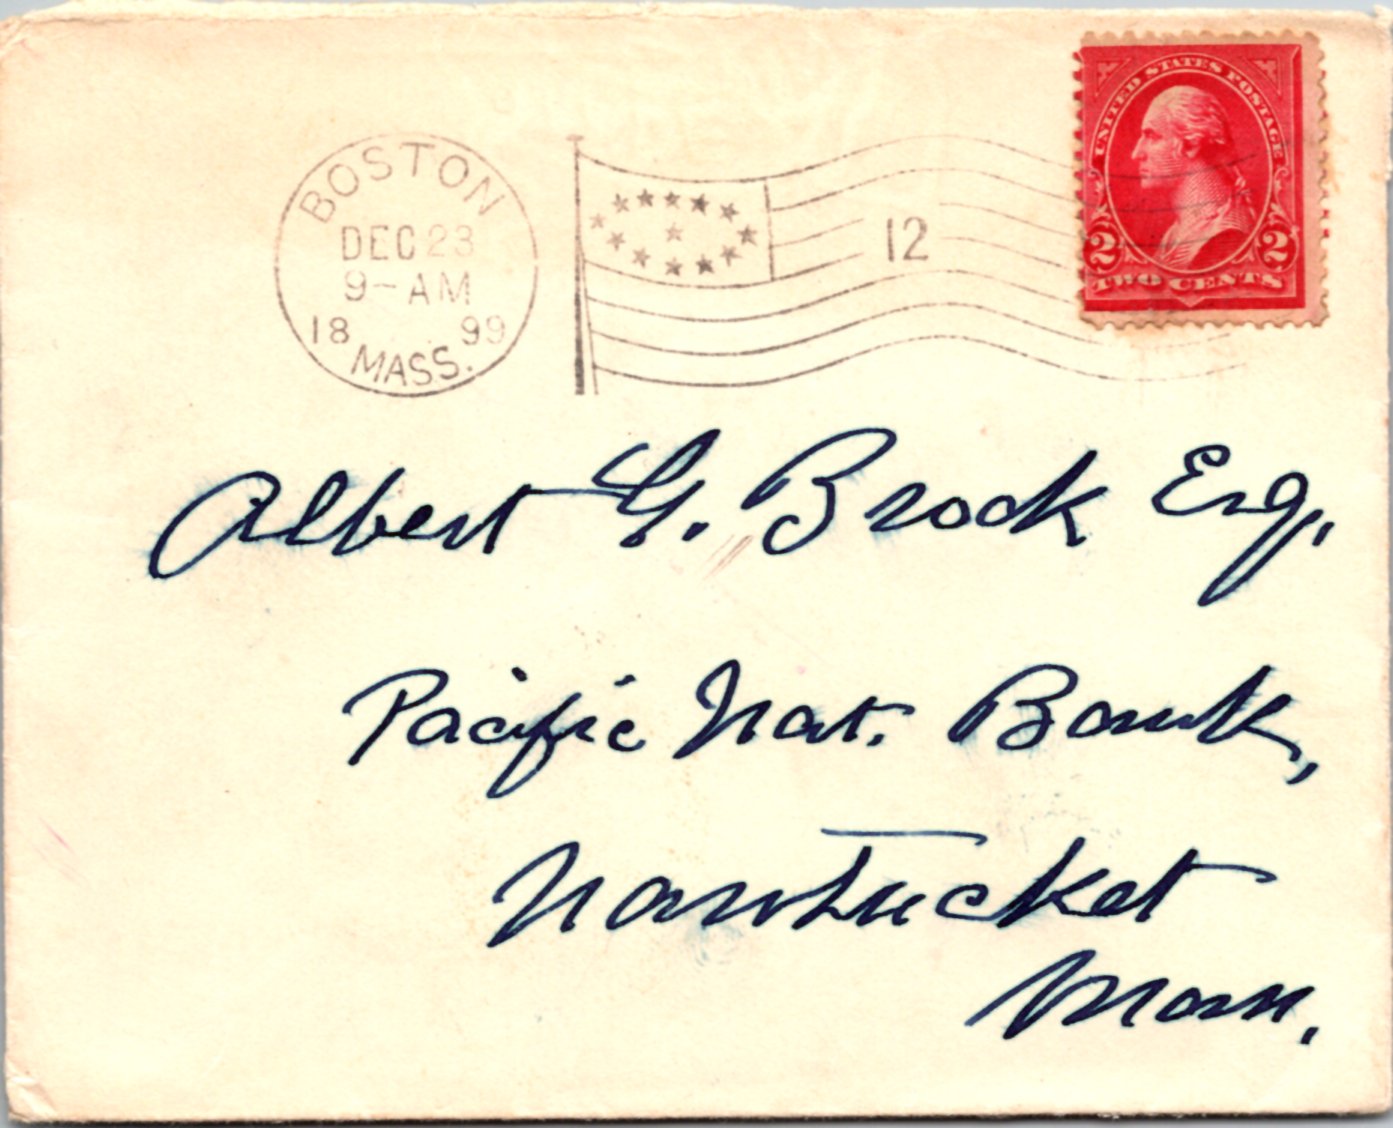 BOSTON
DEC 23
9-AM
18 99
MASS.
12
UNITED STATES POSTAGE
2 2
TWO CENTS
Albert G. Brock Esq.
Pacific Nat. Bank,
Nantucket
Mass.